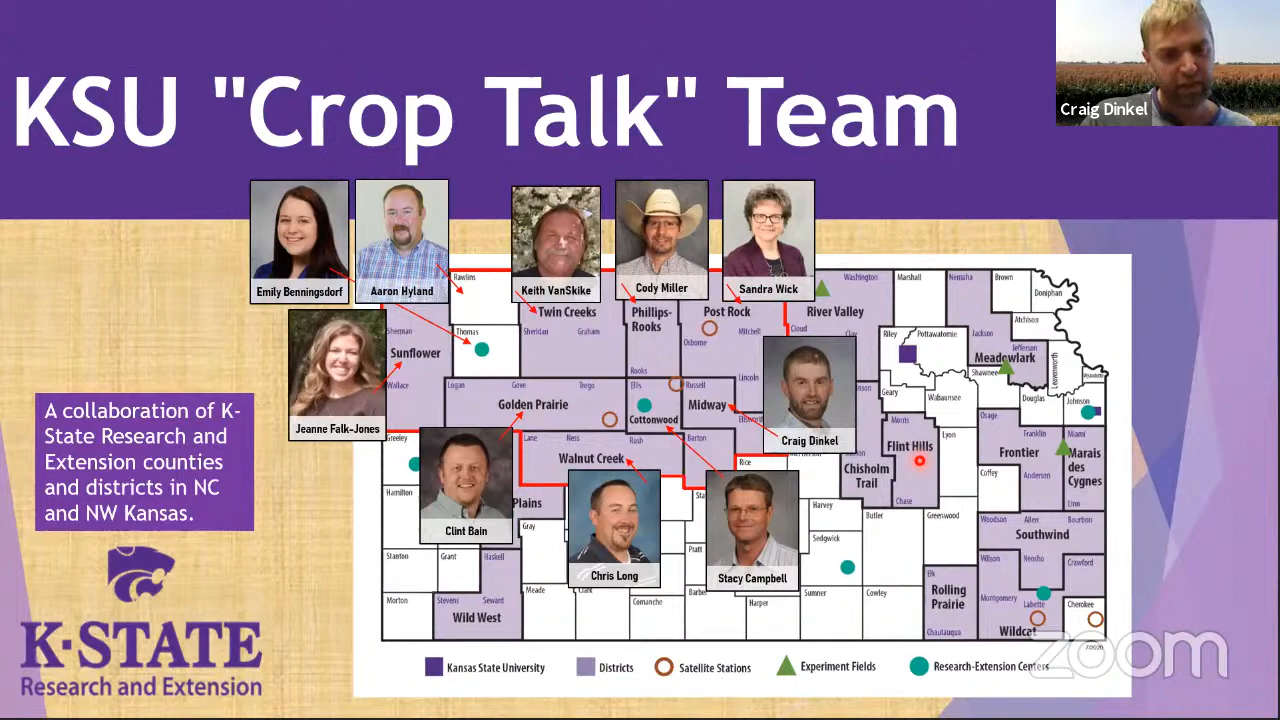 KSU "Crop Talk" Team
Craig Dinkel
Emily Benningsdorf
Aaron Hyland
Keith VanSkike
Cody Miller
Sandra Wick
Jeanne Falk-Jones
Craig Dinkel
Clint Bain
Chris Long
Stacy Campbell
A collaboration of K-
State Research and
Extension counties
and districts in NC
and NW Kansas.
K-STATE
Research and Extension
Rawlins
Washington
Marshall
Nemaha
Brown
Doniphan
Twin Creeks
Phillips-
Rooks
Post Rock
River Valley
Atchison
Sherman
Thomas
Sheridan
Graham
Osborne
Mitchell
Cloud
Clay
Riley
Pottawatomie
Jackson
Jefferson
Meadowlark
Leavenworth
Sunflower
Wallace
Logan
Gove
Trego
Rooks
Ellis
Russell
Lincoln
Shawnee
Geary
Wabaunsee
Douglas
Johnson
Golden Prairie
Cottonwood
Midway
Morris
Osage
Franklin
Miami
Greeley
Lane
Ness
Rush
Barton
Rice
Flint Hills
Lyon
Frontier
Marais
des
Cygnes
Walnut Creek
Chisholm
Trail
Coffey
Anderson
Linn
Hamilton
Plains
Chase
Gray
Harvey
Butler
Greenwood
Woodson
Allen
Bourbon
Southwind
Stanton
Grant
Haskell
Pratt
Sedgwick
Wilson
Neosho
Crawford
Elk
Rolling
Prairie
Morton
Stevens
Seward
Meade
Clark
Comanche
Barber
Harper
Sumner
Cowley
Montgomery
Labette
Cherokee
Wild West
Chautauqua
Wildcat
7/2020
Kansas State University
Districts
Satellite Stations
Experiment Fields
Research-Extension Centers
zoom